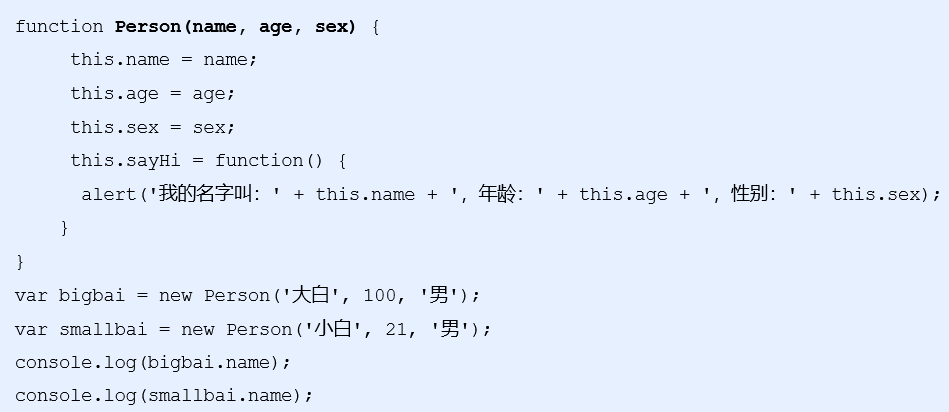 function Person(name, age, sex) {
this.name = name;
this.age = age;
this.sex = sex;
this.sayHi = function() {
alert('我的名字叫：' + this.name + '，年龄：' + this.age + '，性别：' + this.sex);
}
}
var bigbai = new Person('大白', 100, '男');
var smallbai = new Person('小白', 21, '男');
console.log(bigbai.name);
console.log(smallbai.name);